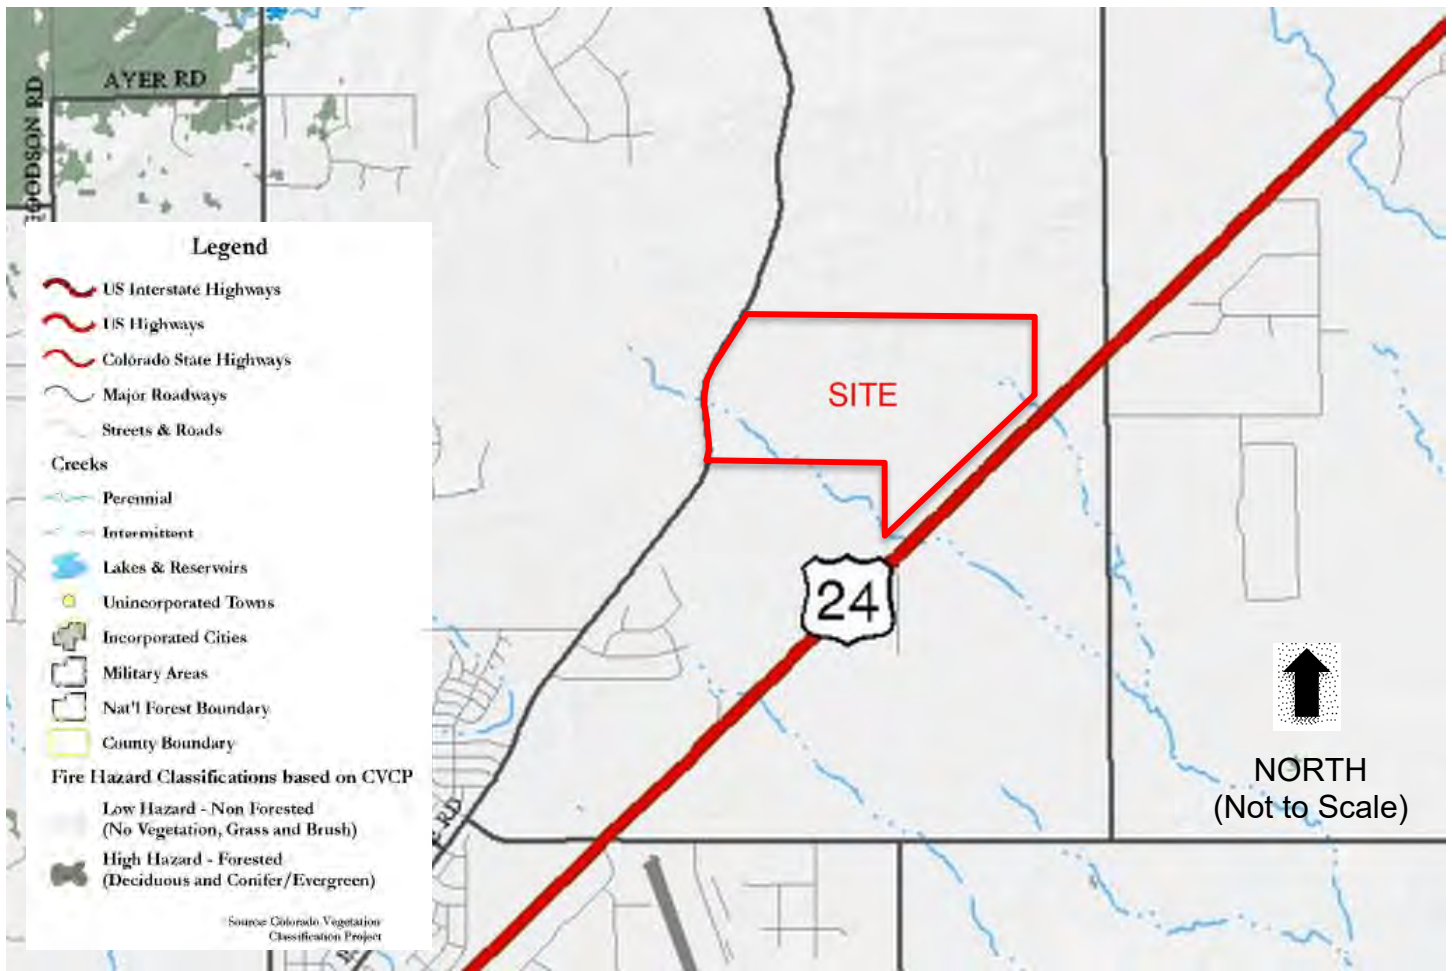 AYER RD
GOODSON RD
Legend
US Interstate Highways
US Highways
Colorado State Highways
Major Roadways
Streets & Roads
Creeks
Perennial
Intermittent
Lakes & Reservoirs
Unincorporated Towns
Incorporated Cities
Military Areas
Nat'l Forest Boundary
County Boundary
Fire Hazard Classifications based on CVCP
Low Hazard - Non Forested
(No Vegetation, Grass and Brush)
High Hazard - Forested
(Deciduous and Conifer/Evergreen)
Source: Colorado Vegetation
Classification Project
SITE
24
NORTH
(Not to Scale)
RD